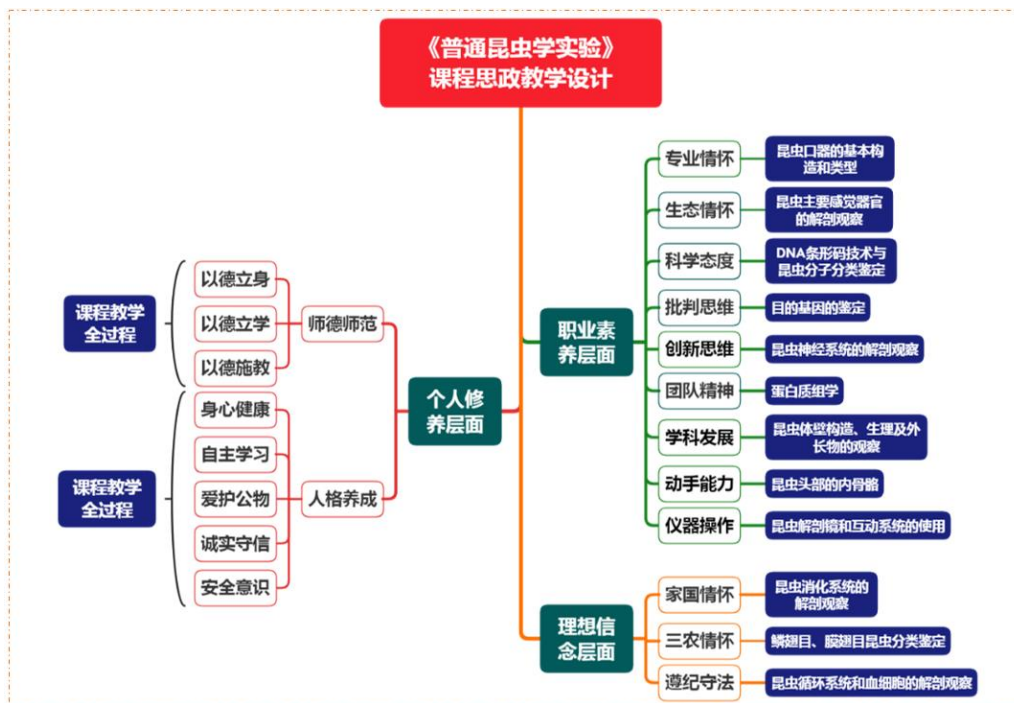 《普通昆虫学实验》
课程思政教学设计
专业情怀
昆虫口器的基本构
造和类型
生态情怀
昆虫主要感觉器官
的解剖观察
科学态度
DNA条形码技术与
昆虫分子分类鉴定
批判思维
目的基因的鉴定
职业素
养层面
创新思维
昆虫神经系统的解剖观察
团队精神
蛋白质组学
学科发展
昆虫体壁构造、生理及外
长物的观察
动手能力
昆虫头部的内骨骼
仪器操作
昆虫解剖镜和互动系统的使用
个人修
养层面
师德师范
以德立身
以德立学
以德施教
课程教学
全过程
人格养成
身心健康
自主学习
爱护公物
诚实守信
安全意识
课程教学
全过程
理想信
念层面
家国情怀
昆虫消化系统的
解剖观察
三农情怀
鳞翅目、膜翅目昆虫分类鉴定
遵纪守法
昆虫循环系统和血细胞的解剖观察